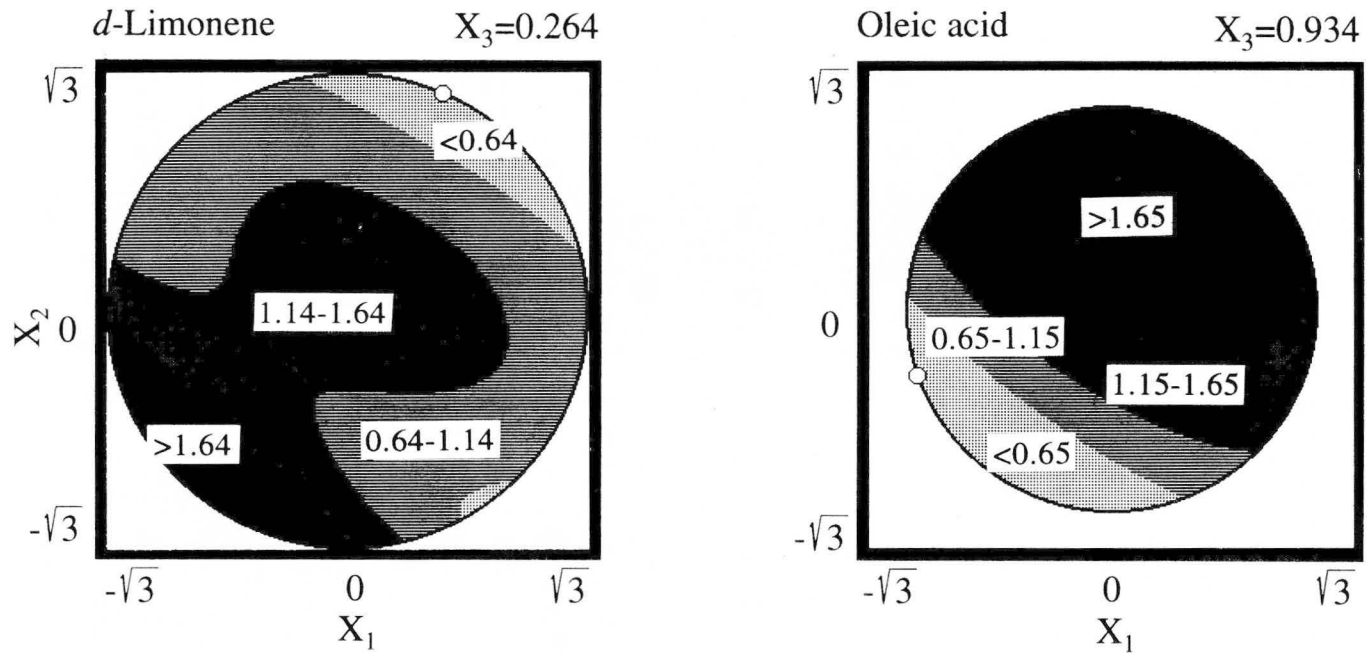 d-Limonene X₃=0.264
√3
<0.64
1.14-1.64
X₂
0
>1.64
0.64-1.14
-√3
-√3 0 √3
X₁
Oleic acid X₃=0.934
√3
>1.65
0
0.65-1.15
1.15-1.65
<0.65
-√3
-√3 0 √3
X₁